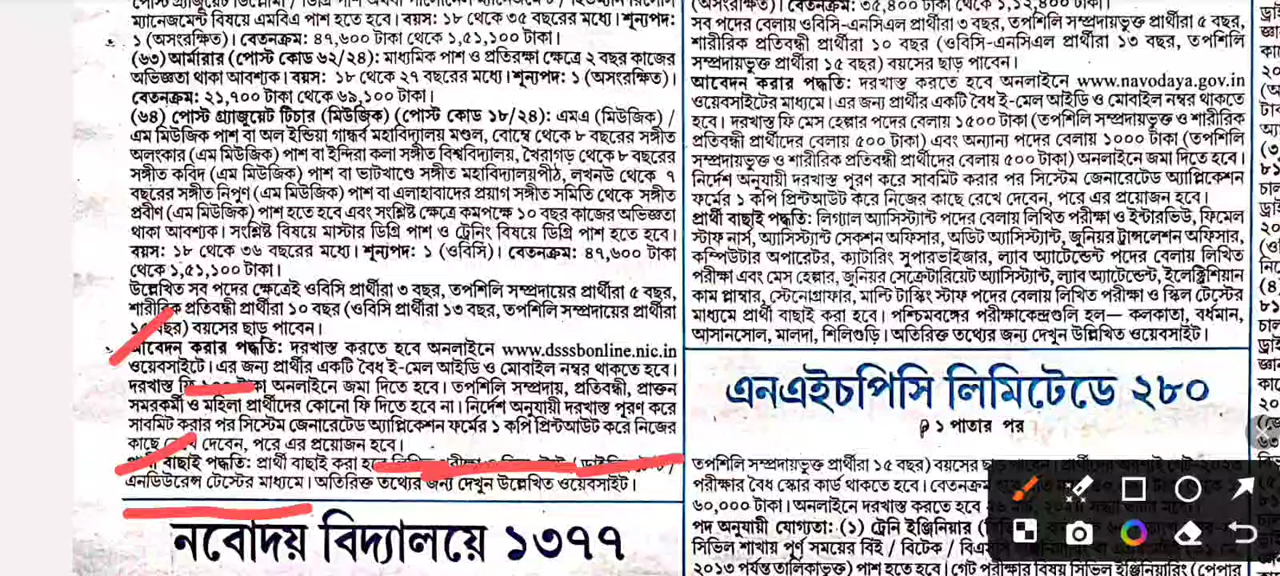 ম্যানেজমেন্ট বিষয়ে এমবিএ পাশ হতে হবে। বয়স: ১৮ থেকে ৩৫ বছরের মধ্যে। শূন্যপদ:
১ (অসংরক্ষিত)। বেতনক্রম: ৪৭,৬০০ টাকা থেকে ১,৫১,১০০ টাকা।
(৬৩) আর্মারার (পোস্ট কোড ৬২/২৪): মাধ্যমিক পাশ ও প্রতিরক্ষা ক্ষেত্রে ২ বছর কাজের
অভিজ্ঞতা থাকা আবশ্যক। বয়স: ১৮ থেকে ২৭ বছরের মধ্যে। শূন্যপদ: ১ (অসংরক্ষিত)।
বেতনক্রম: ২১,৭০০ টাকা থেকে ৬৯,১০০ টাকা।
(৬৪) পোস্ট গ্র্যাজুয়েট টিচার (মিউজিক) (পোস্ট কোড ১৮/২৪): এমএ (মিউজিক) /
এম মিউজিক পাশ বা অল ইন্ডিয়া গান্ধর্ব মহাবিদ্যালয় মণ্ডল, বোম্বে থেকে ৮ বছরের সঙ্গীত
অলংকার (এম মিউজিক) পাশ বা ইন্দিরা কলা সঙ্গীত বিশ্ববিদ্যালয়, খৈরাগড় থেকে ৮ বছরের
সঙ্গীত কবিদ (এম মিউজিক) পাশ বা ভাটখাণ্ডে সঙ্গীত মহাবিদ্যালয়পীঠ, লখনউ থেকে ৭
বছরের সঙ্গীত নিপুণ (এম মিউজিক) পাশ বা এলাহাবাদের প্রয়াগ সঙ্গীত সমিতি থেকে সঙ্গীত
প্রবীণ (এম মিউজিক) পাশ হতে হবে এবং সংশ্লিষ্ট ক্ষেত্রে কমপক্ষে ১০ বছর কাজের অভিজ্ঞতা
থাকা আবশ্যক। সংশ্লিষ্ট বিষয়ে মাস্টার ডিগ্রি পাশ ও ট্রেনিং বিষয়ে ডিগ্রি পাশ হতে হবে।
বয়স: ১৮ থেকে ৩৬ বছরের মধ্যে। শূন্যপদ: ১ (ওবিসি)। বেতনক্রম: ৪৭,৬০০ টাকা
থেকে ১,৫১,১০০ টাকা।
উল্লেখিত সব পদের ক্ষেত্রেই ওবিসি প্রার্থীরা ৩ বছর, তপশিলি সম্প্রদায়ের প্রার্থীরা ৫ বছর,
শারীরিক প্রতিবন্ধী প্রার্থীরা ১০ বছর (ওবিসি প্রার্থীরা ১৩ বছর, তপশিলি সম্প্রদায়ের প্রার্থীরা
১৫ বছর) বয়সের ছাড় পাবেন।
আবেদন করার পদ্ধতি: দরখাস্ত করতে হবে অনলাইনে www.dsssbonline.nic.in
ওয়েবসাইটে। এর জন্য প্রার্থীর একটি বৈধ ই-মেল আইডি ও মোবাইল নম্বর থাকতে হবে।
দরখাস্ত ফি অনলাইনে জমা দিতে হবে। তপশিলি সম্প্রদায়, প্রতিবন্ধী, প্রাক্তন
সমরকর্মী ও মহিলা প্রার্থীদের কোনো ফি দিতে হবে না। নির্দেশ অনুযায়ী দরখাস্ত পূরণ করে
সাবমিট করার পর সিস্টেম জেনারেটেড অ্যাপ্লিকেশন ফর্মের ১ কপি প্রিন্টআউট করে নিজের
কাছে দেবেন, পরে এর প্রয়োজন হবে।
প্রার্থী বাছাই পদ্ধতি: প্রার্থী বাছাই করা
এনডিউরেন্স টেস্টের মাধ্যমে। অতিরিক্ত তথ্যের জন্য দেখুন উল্লেখিত ওয়েবসাইট।
নবোদয় বিদ্যালয়ে ১৩৭৭
(অসংরক্ষিত)। বেতনক্রম: ৩৫,৪০০ টাকা থেকে ১,১২,৪০০ টাকা।
সব পদের বেলায় ওবিসি-এনসিএল প্রার্থীরা ৩ বছর, তপশিলি সম্প্রদায়ভুক্ত প্রার্থীরা ৫ বছর,
শারীরিক প্রতিবন্ধী প্রার্থীরা ১০ বছর (ওবিসি-এনসিএল প্রার্থীরা ১৩ বছর, তপশিলি
সম্প্রদায়ভুক্ত প্রার্থীরা ১৫ বছর) বয়সের ছাড় পাবেন।
আবেদন করার পদ্ধতি: দরখাস্ত করতে হবে অনলাইনে www.navodaya.gov.in
ওয়েবসাইটের মাধ্যমে। এর জন্য প্রার্থীর একটি বৈধ ই-মেল আইডি ও মোবাইল নম্বর থাকতে
হবে। দরখাস্ত ফি মেস হেল্পার পদের বেলায় ১৫০০ টাকা (তপশিলি সম্প্রদায়ভুক্ত ও শারীরিক
প্রতিবন্ধী প্রার্থীদের বেলায় ৫০০ টাকা) এবং অন্যান্য পদের বেলায় ১০০০ টাকা (তপশিলি
সম্প্রদায়ভুক্ত ও শারীরিক প্রতিবন্ধী প্রার্থীদের বেলায় ৫০০ টাকা) অনলাইনে জমা দিতে হবে।
নির্দেশ অনুযায়ী দরখাস্ত পূরণ করে সাবমিট করার পর সিস্টেম জেনারেটেড অ্যাপ্লিকেশন
ফর্মের ১ কপি প্রিন্টআউট করে নিজের কাছে রেখে দেবেন, পরে এর প্রয়োজন হবে।
প্রার্থী বাছাই পদ্ধতি: লিগ্যাল অ্যাসিস্ট্যান্ট পদের বেলায় লিখিত পরীক্ষা ও ইন্টারভিউ, ফিমেল
স্টাফ নার্স, অ্যাসিস্ট্যান্ট সেকশন অফিসার, অডিট অ্যাসিস্ট্যান্ট, জুনিয়র ট্রান্সলেশন অফিসার,
কম্পিউটার অপারেটর, ক্যাটারিং সুপারভাইজার, ল্যাব অ্যাটেন্ডেন্ট পদের বেলায় লিখিত
পরীক্ষা এবং মেস হেল্পার, জুনিয়র সেক্রেটারিয়েট অ্যাসিস্ট্যান্ট, ল্যাব অ্যাটেন্ডেন্ট, ইলেক্ট্রিশিয়ান
কাম প্লাম্বার, স্টেনোগ্রাফার, মাল্টি টাস্কিং স্টাফ পদের বেলায় লিখিত পরীক্ষা ও স্কিল টেস্টের
মাধ্যমে প্রার্থী বাছাই করা হবে। পশ্চিমবঙ্গের পরীক্ষাকেন্দ্রগুলি হল— কলকাতা, বর্ধমান,
আসানসোল, মালদা, শিলিগুড়ি। অতিরিক্ত তথ্যের জন্য দেখুন উল্লেখিত ওয়েবসাইট।
এনএইচপিসি লিমিটেডে ২৮০
১ পাতার পর
তপশিলি সম্প্রদায়ভুক্ত প্রার্থীরা ১৫ বছর) বয়সের ছাড়
পরীক্ষার বৈধ স্কোর কার্ড থাকতে হবে। বেতনক্রম
৬০,০০০ টাকা। অনলাইনে দরখাস্ত করতে হবে
পদ অনুযায়ী যোগ্যতা: (১) ট্রেনি ইঞ্জিনিয়ার
সিভিল শাখায় পূর্ণ সময়ের বিই / বিটেক /
২০১৩ পর্যন্ত তালিকাভুক্ত) পাশ হতে হবে। গেট পরীক্ষার বিষয় সিভিল ইঞ্জিনিয়ারিং (পেপার